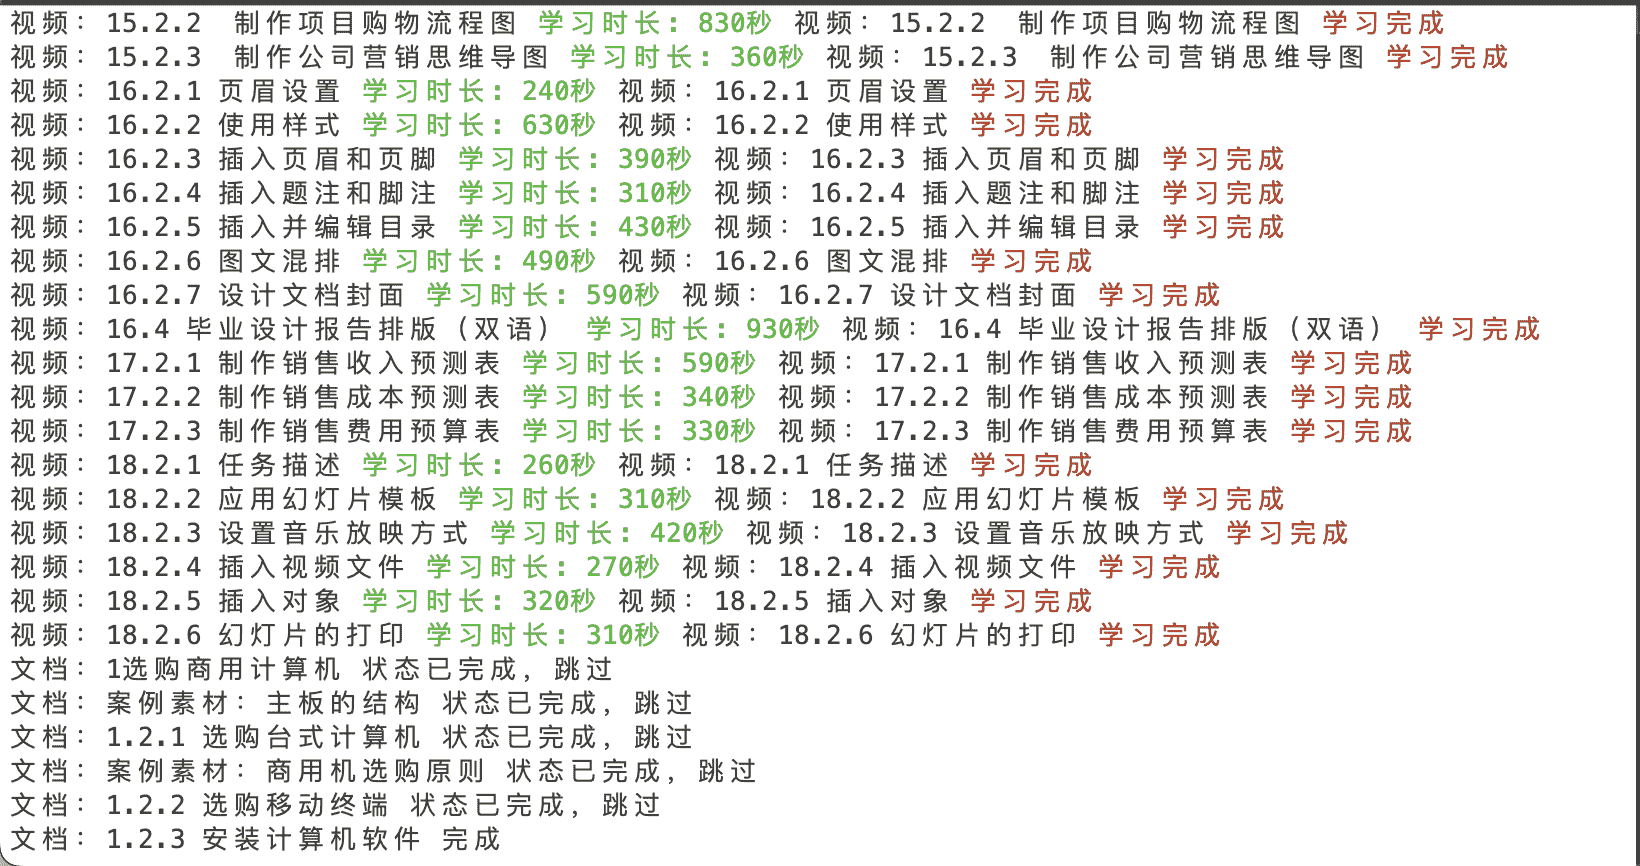 视频: 15.2.2  制作项目购物流程图 学习时长: 830秒 视频: 15.2.2  制作项目购物流程图 学习完成
视频: 15.2.3  制作公司营销思维导图 学习时长: 360秒 视频: 15.2.3  制作公司营销思维导图 学习完成
视频: 16.2.1 页眉设置 学习时长: 240秒 视频: 16.2.1 页眉设置 学习完成
视频: 16.2.2 使用样式 学习时长: 630秒 视频: 16.2.2 使用样式 学习完成
视频: 16.2.3 插入页眉和页脚 学习时长: 390秒 视频: 16.2.3 插入页眉和页脚 学习完成
视频: 16.2.4 插入题注和脚注 学习时长: 310秒 视频: 16.2.4 插入题注和脚注 学习完成
视频: 16.2.5 插入并编辑目录 学习时长: 430秒 视频: 16.2.5 插入并编辑目录 学习完成
视频: 16.2.6 图文混排 学习时长: 490秒 视频: 16.2.6 图文混排 学习完成
视频: 16.2.7 设计文档封面 学习时长: 590秒 视频: 16.2.7 设计文档封面 学习完成
视频: 16.4 毕业设计报告排版（双语） 学习时长: 930秒 视频: 16.4 毕业设计报告排版（双语） 学习完成
视频: 17.2.1 制作销售收入预测表 学习时长: 590秒 视频: 17.2.1 制作销售收入预测表 学习完成
视频: 17.2.2 制作销售成本预测表 学习时长: 340秒 视频: 17.2.2 制作销售成本预测表 学习完成
视频: 17.2.3 制作销售费用预算表 学习时长: 330秒 视频: 17.2.3 制作销售费用预算表 学习完成
视频: 18.2.1 任务描述 学习时长: 260秒 视频: 18.2.1 任务描述 学习完成
视频: 18.2.2 应用幻灯片模板 学习时长: 310秒 视频: 18.2.2 应用幻灯片模板 学习完成
视频: 18.2.3 设置音乐放映方式 学习时长: 420秒 视频: 18.2.3 设置音乐放映方式 学习完成
视频: 18.2.4 插入视频文件 学习时长: 270秒 视频: 18.2.4 插入视频文件 学习完成
视频: 18.2.5 插入对象 学习时长: 320秒 视频: 18.2.5 插入对象 学习完成
视频: 18.2.6 幻灯片的打印 学习时长: 310秒 视频: 18.2.6 幻灯片的打印 学习完成
文档: 1选购商用计算机 状态已完成, 跳过
文档: 案例素材: 主板的结构 状态已完成, 跳过
文档: 1.2.1 选购台式计算机 状态已完成, 跳过
文档: 案例素材: 商用机选购原则 状态已完成, 跳过
文档: 1.2.2 选购移动终端 状态已完成, 跳过
文档: 1.2.3 安装计算机软件 完成